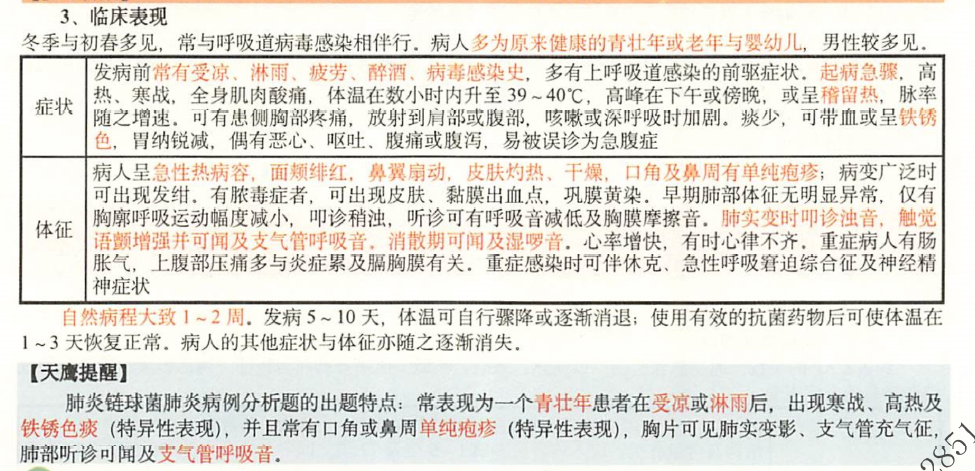 3、临床表现
冬季与初春多见，常与呼吸道病毒感染相伴行。病人多为原来健康的青壮年或老年与婴幼儿，男性较多见。
症状
发病前常有受凉、淋雨、疲劳、醉酒、病毒感染史，多有上呼吸道感染的前驱症状。起病急骤，高
热、寒战，全身肌肉酸痛，体温在数小时内升至 39～40℃，高峰在下午或傍晚，或呈稽留热，脉率
随之增速。可有患侧胸部疼痛，放射到肩部或腹部，咳嗽或深呼吸时加剧。痰少，可带血或呈铁锈
色，胃纳锐减，偶有恶心、呕吐、腹痛或腹泻，易被误诊为急腹症
体征
病人呈急性热病容，面颊绯红，鼻翼扇动，皮肤灼热、干燥，口角及鼻周有单纯疱疹；病变广泛时
可出现发绀。有脓毒症者，可出现皮肤、黏膜出血点，巩膜黄染。早期肺部体征无明显异常，仅有
胸廓呼吸运动幅度减小，叩诊稍浊，听诊可有呼吸音减低及胸膜摩擦音。肺实变时叩诊浊音，触觉
语颤增强并可闻及支气管呼吸音。消散期可闻及湿啰音。心率增快，有时心律不齐。重症病人有肠
胀气，上腹部压痛多与炎症累及膈胸膜有关。重症感染时可伴休克、急性呼吸窘迫综合征及神经精
神症状
自然病程大致 1～2 周。发病 5～10 天，体温可自行骤降或逐渐消退；使用有效的抗菌药物后可使体温在
1～3 天恢复正常。病人的其他症状与体征亦随之逐渐消失。
【天鹰提醒】
肺炎链球菌肺炎病例分析题的出题特点：常表现为一个青壮年患者在受凉或淋雨后，出现寒战、高热及
铁锈色痰（特异性表现），并且常有口角或鼻周单纯疱疹（特异性表现），胸片可见肺实变影、支气管充气征，
肺部听诊可闻及支气管呼吸音。
2851